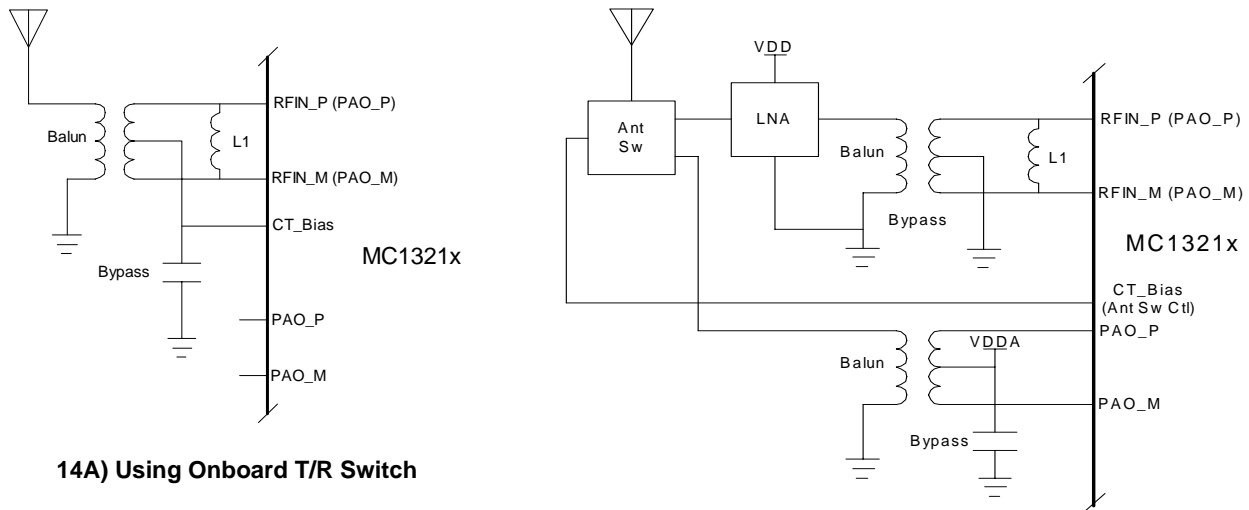 RFIN_P (PAO_P)
Balun
L1
RFIN_M (PAO_M)
CT_Bias
MC1321x
Bypass
PAO_P
PAO_M
14A) Using Onboard T/R Switch
VDD
Ant
Sw
LNA
RFIN_P (PAO_P)
Balun
L1
RFIN_M (PAO_M)
Bypass
MC1321x
CT_Bias
(Ant Sw Ctl)
PAO_P
VDDA
Balun
PAO_M
Bypass